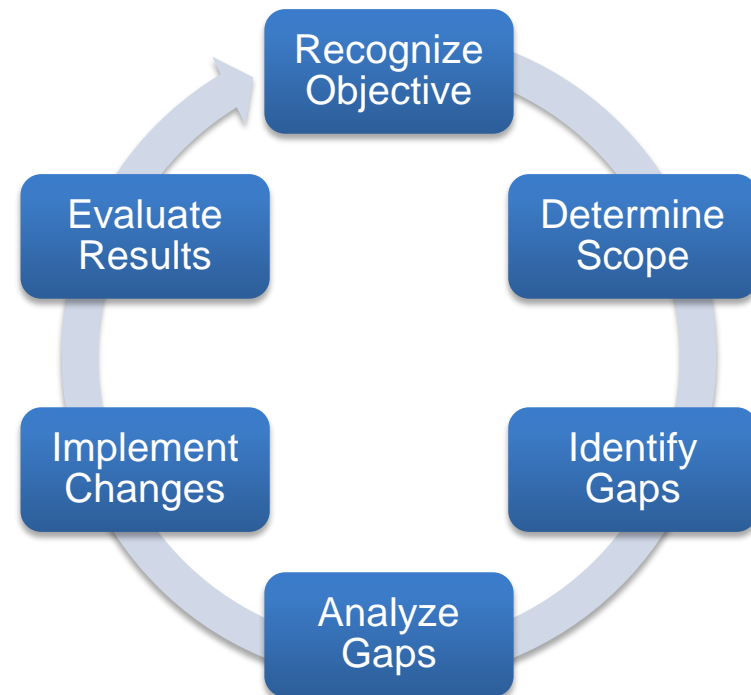 Recognize
Objective
Determine
Scope
Identify
Gaps
Analyze
Gaps
Implement
Changes
Evaluate
Results